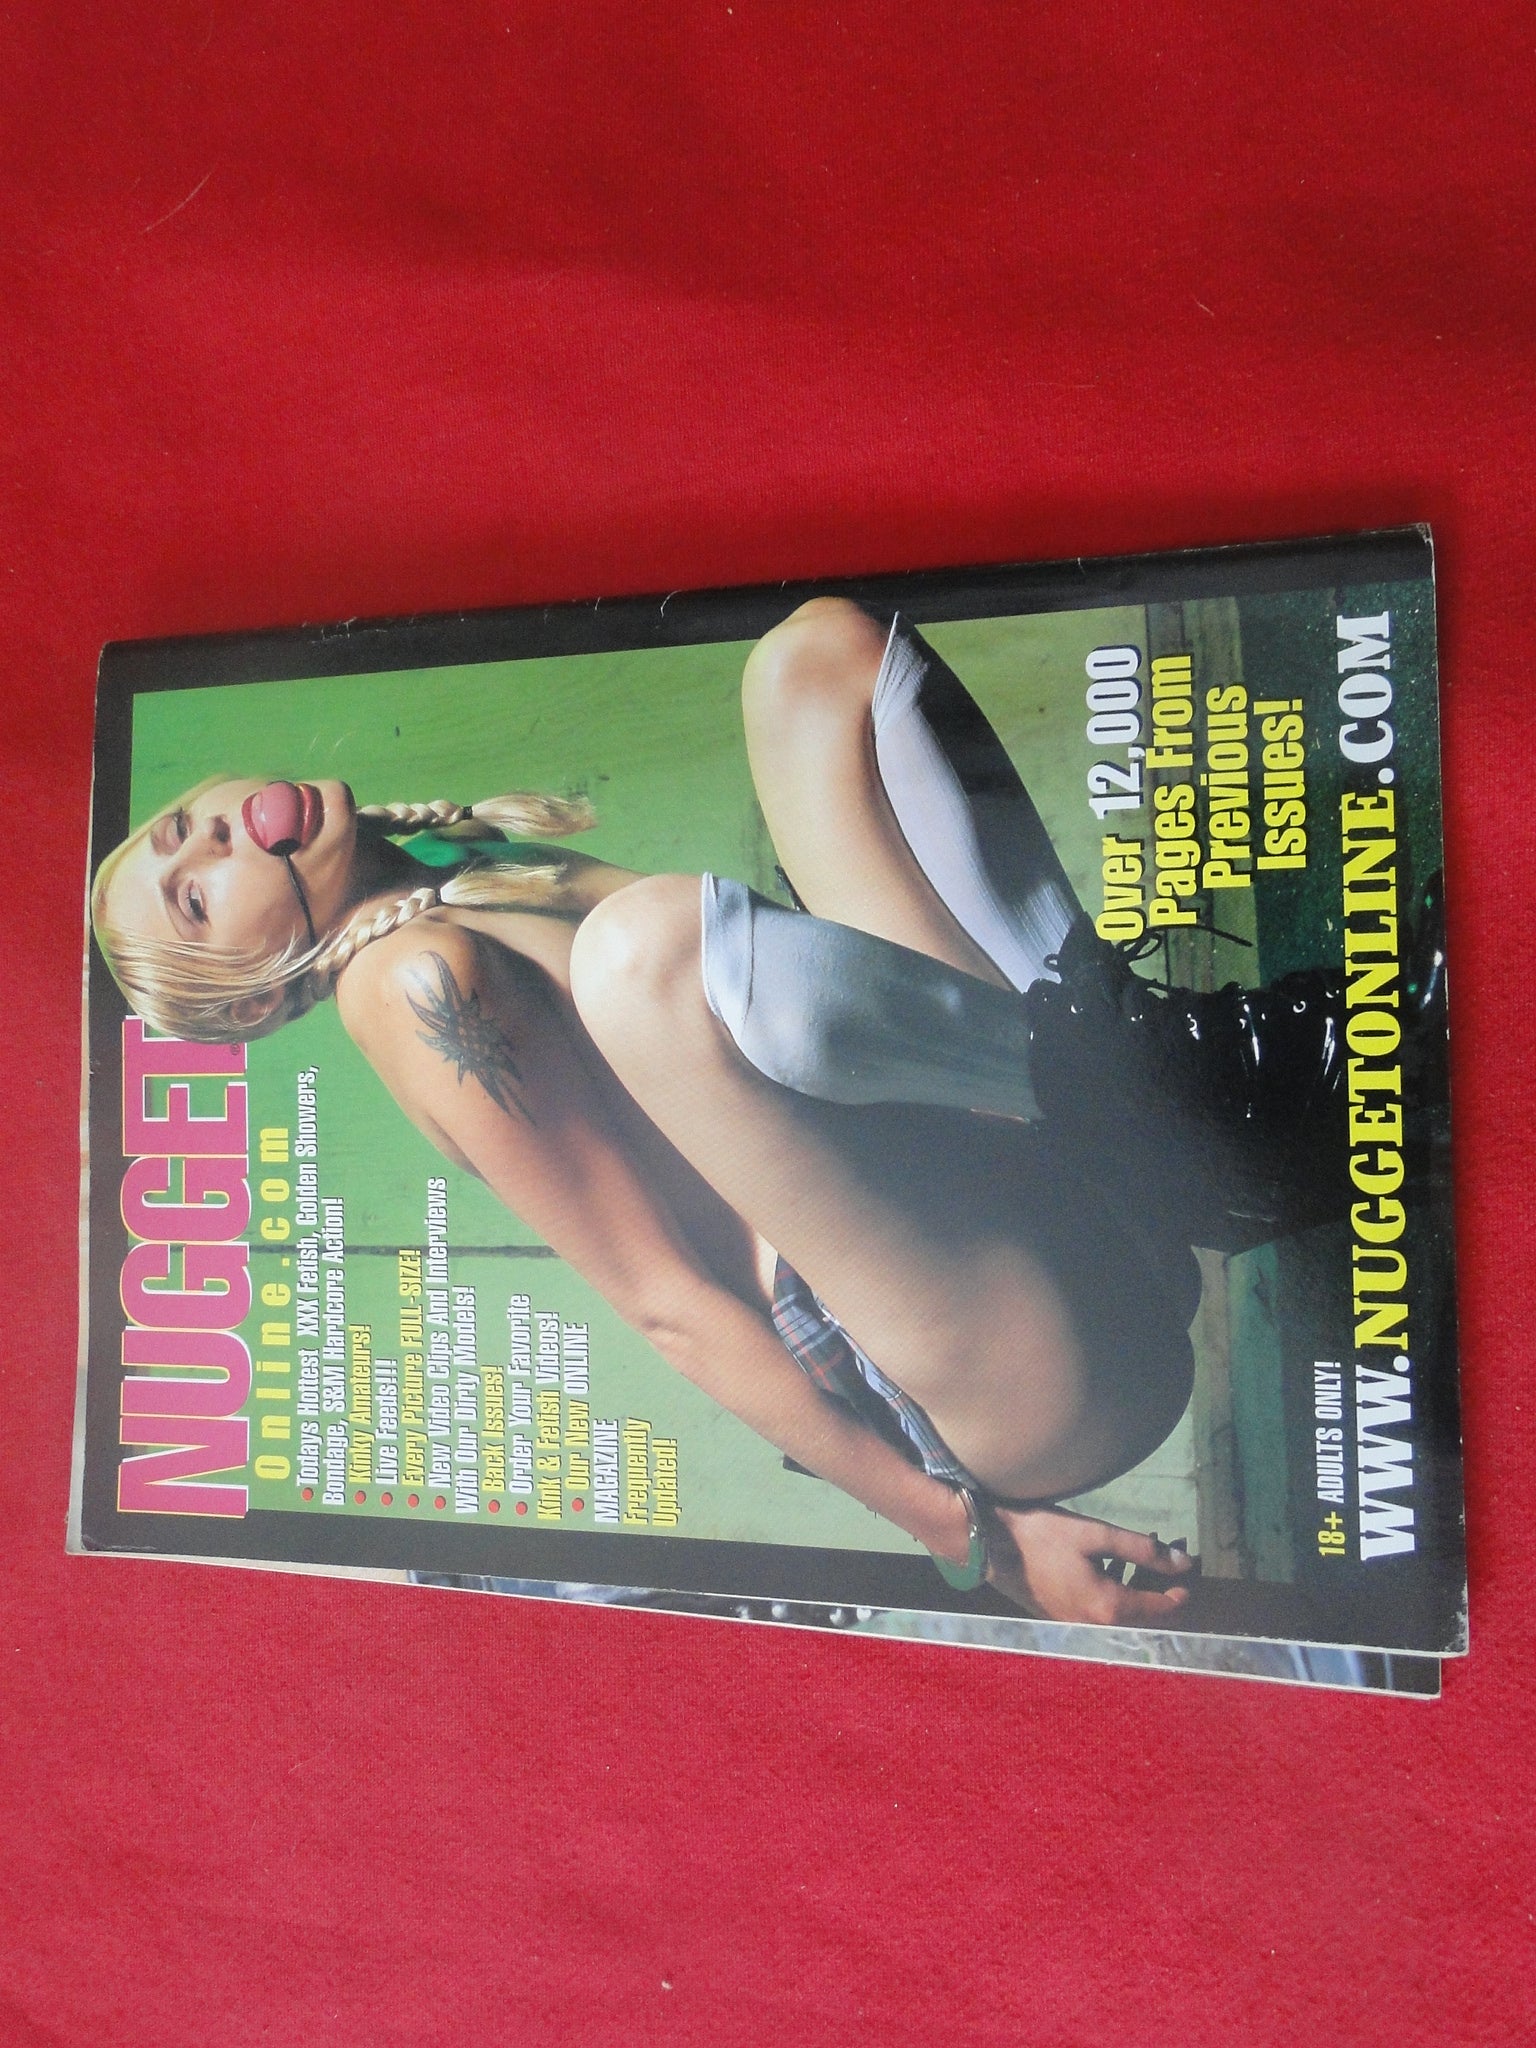 NUGGET
Online.com
• Todays Hottest XXX Fetish, Golden Showers,
Bondage, S&M Hardcore Action!
• Kinky Amateurs!
• Live Feeds!!!
• Every Picture FULL-SIZE!
• New Video Clips And Interviews
With Our Dirty Models!
• Back Issues!
• Order Your Favorite
Kink & Fetish Videos!
• Our New ONLINE
MAGAZINE
Frequently
Updated!
Over 12,000
Pages From
Previous
Issues!
18+ ADULTS ONLY!
WWW.NUGGETONLINE.COM